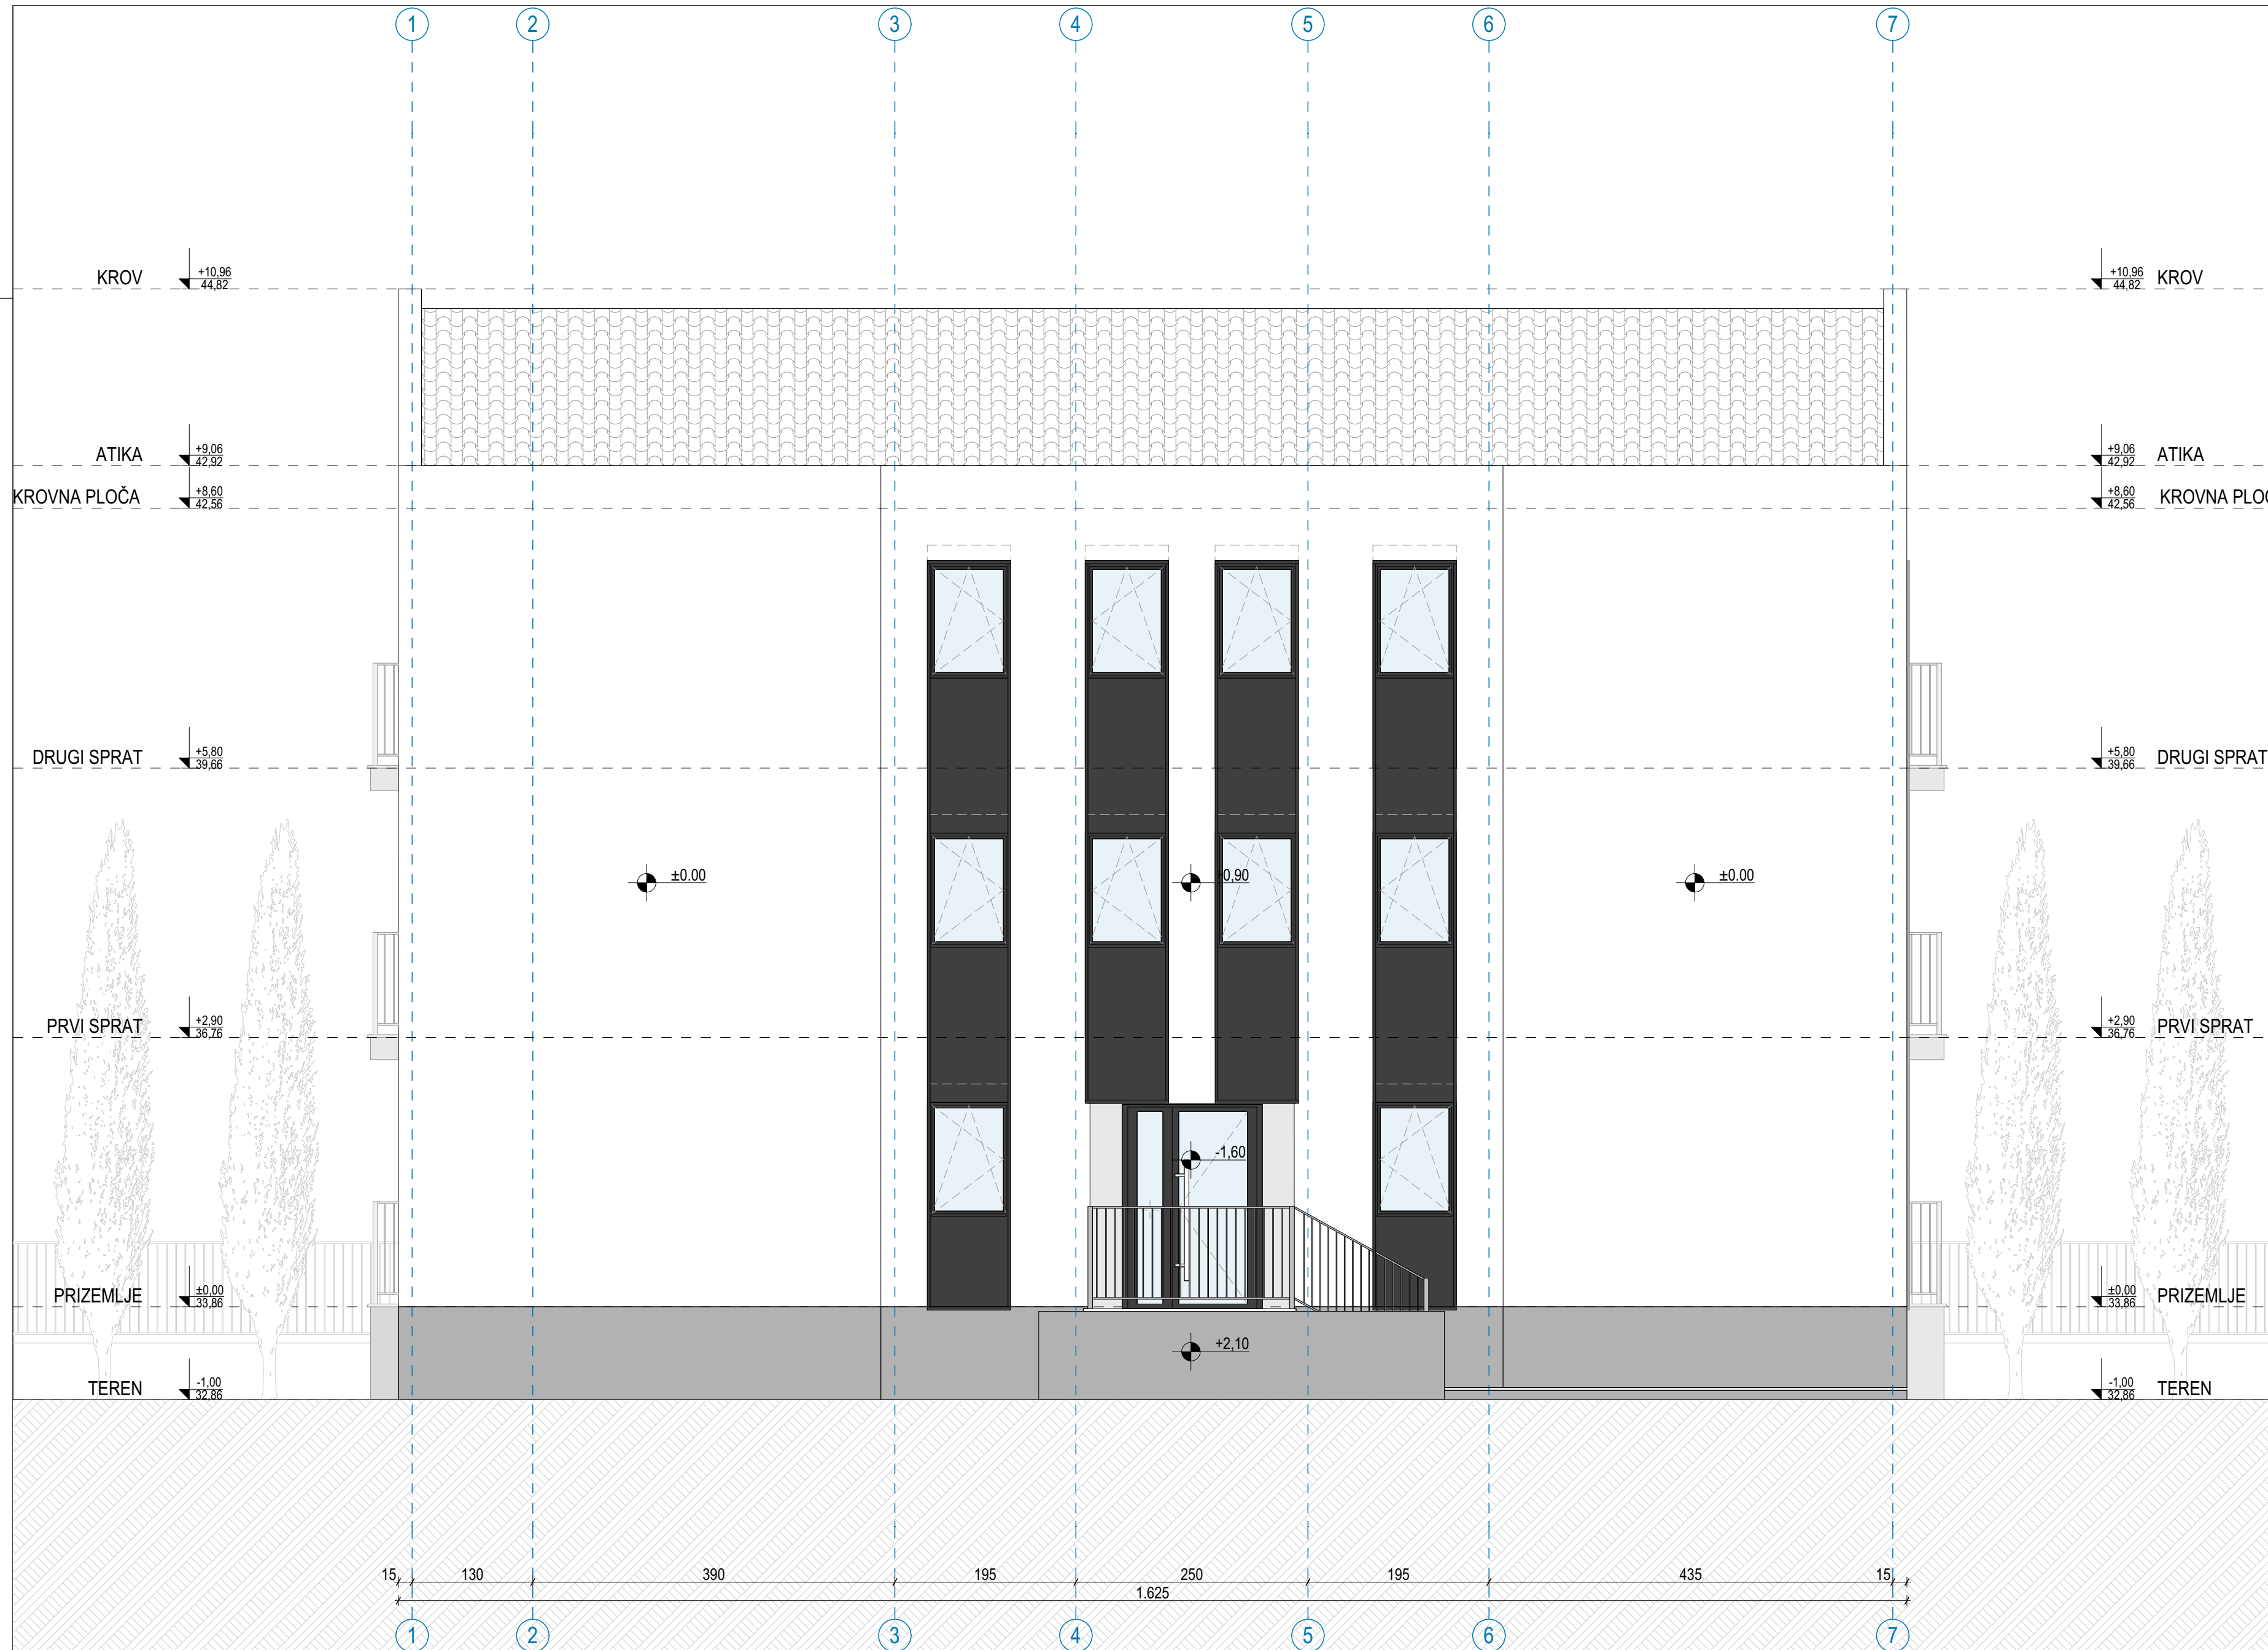 1 2 3 4 5 6 7
KROV +10,96 44,82 +10,96 44,82 KROV
ATIKA +9,06 42,92 +9,06 42,92 ATIKA
KROVNA PLOČA +8,60 42,56 +8,60 42,56 KROVNA
DRUGI SPRAT +5,80 39,66 +5,80 39,66 DRUGI SPRAT
±0.00 0,90 ±0.00
PRVI SPRAT +2,90 36,76 +2,90 36,76 PRVI SPRAT
-1,60
PRIZEMLJE ±0,00 33,86 ±0,00 33,86 PRIZEMLJE
+2,10
TEREN -1,00 32,86 -1,00 32,86 TEREN
15 130 390 195 250 195 435 15
1.625
1 2 3 4 5 6 7